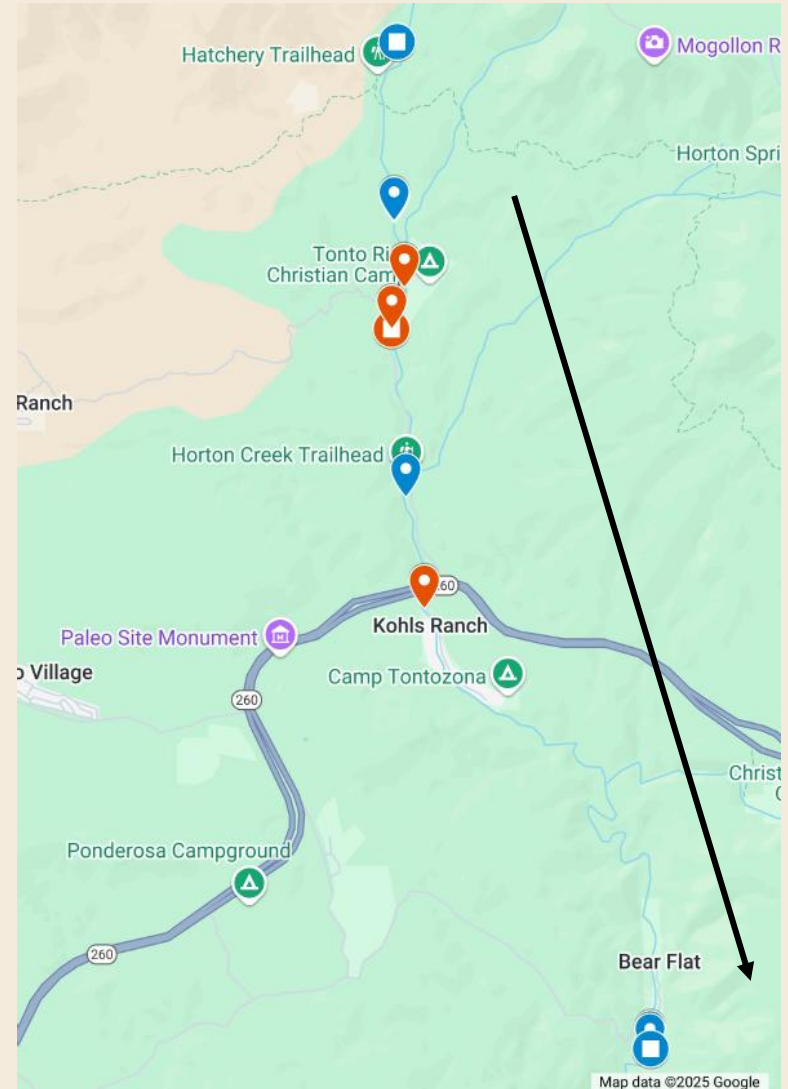 Hatchery Trailhead
Mogollon R
Horton Spri
Tonto Ri
Christian Cam
Ranch
Horton Creek Trailhead
260
Kohls Ranch
Paleo Site Monument
o Village
Camp Tontozona
260
Christ
C
Ponderosa Campground
260
Bear Flat
Map data ©2025 Google